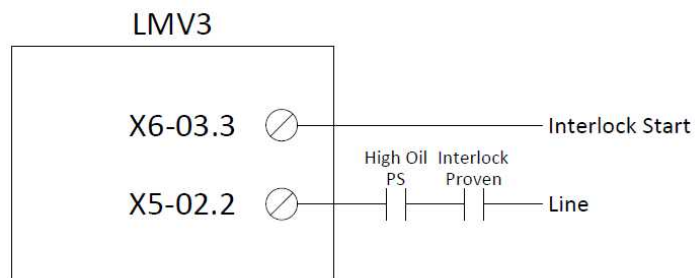 LMV3
X6-03.3
Interlock Start
High Oil
PS
Interlock
Proven
X5-02.2
Line